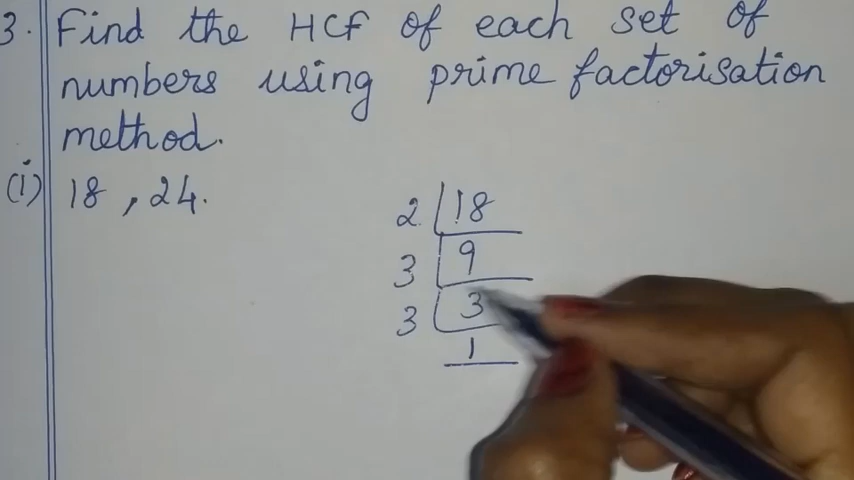 3. Find the HCF of each set of
numbers using prime factorisation
method.
(i) 18 , 24.
2 18
3 9
3 3
1